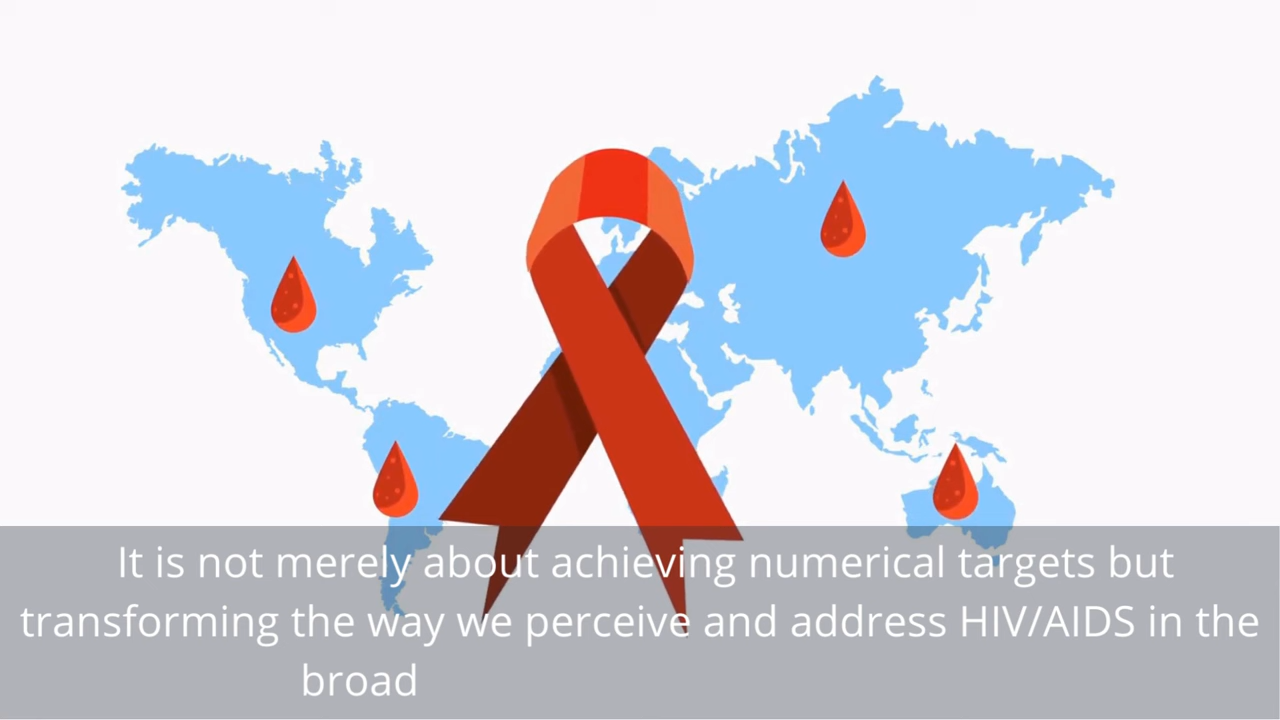 It is not merely about achieving numerical targets but
transforming the way we perceive and address HIV/AIDS in the
broad